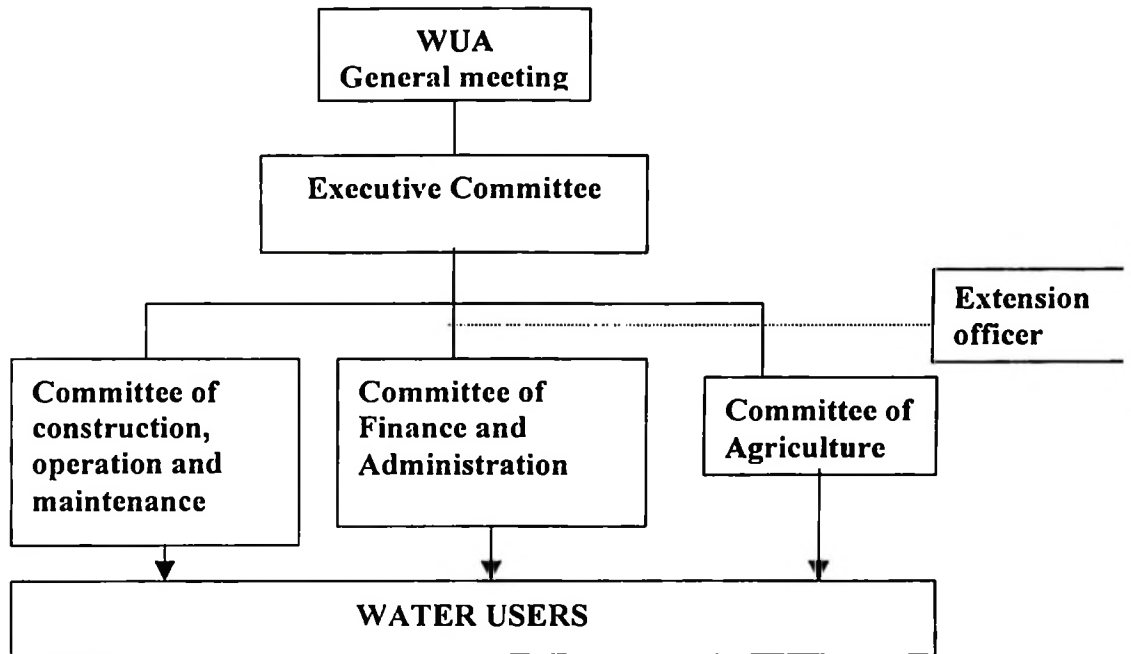 WUA
General meeting
Executive Committee
Extension
officer
Committee of
construction,
operation and
maintenance
Committee of
Finance and
Administration
Committee of
Agriculture
WATER USERS